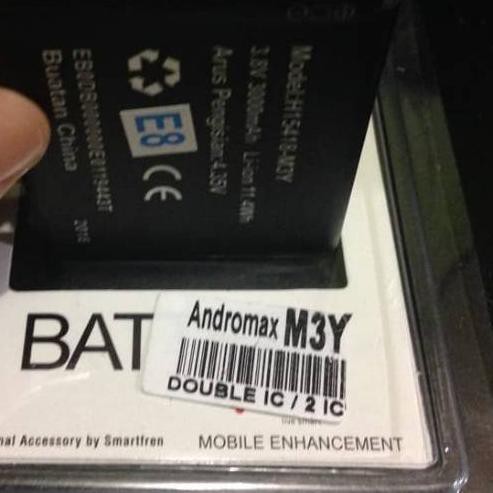 Model:H15418-M3Y
3.8V 3000mAh Li-ion 11.4Wh
Arus Pengisian:4.35V
E8 CE
Buatan China
2016
Andromax M3Y
DOUBLE IC / 2 IC
BAT
nal Accessory by Smartfren
MOBILE ENHANCEMENT